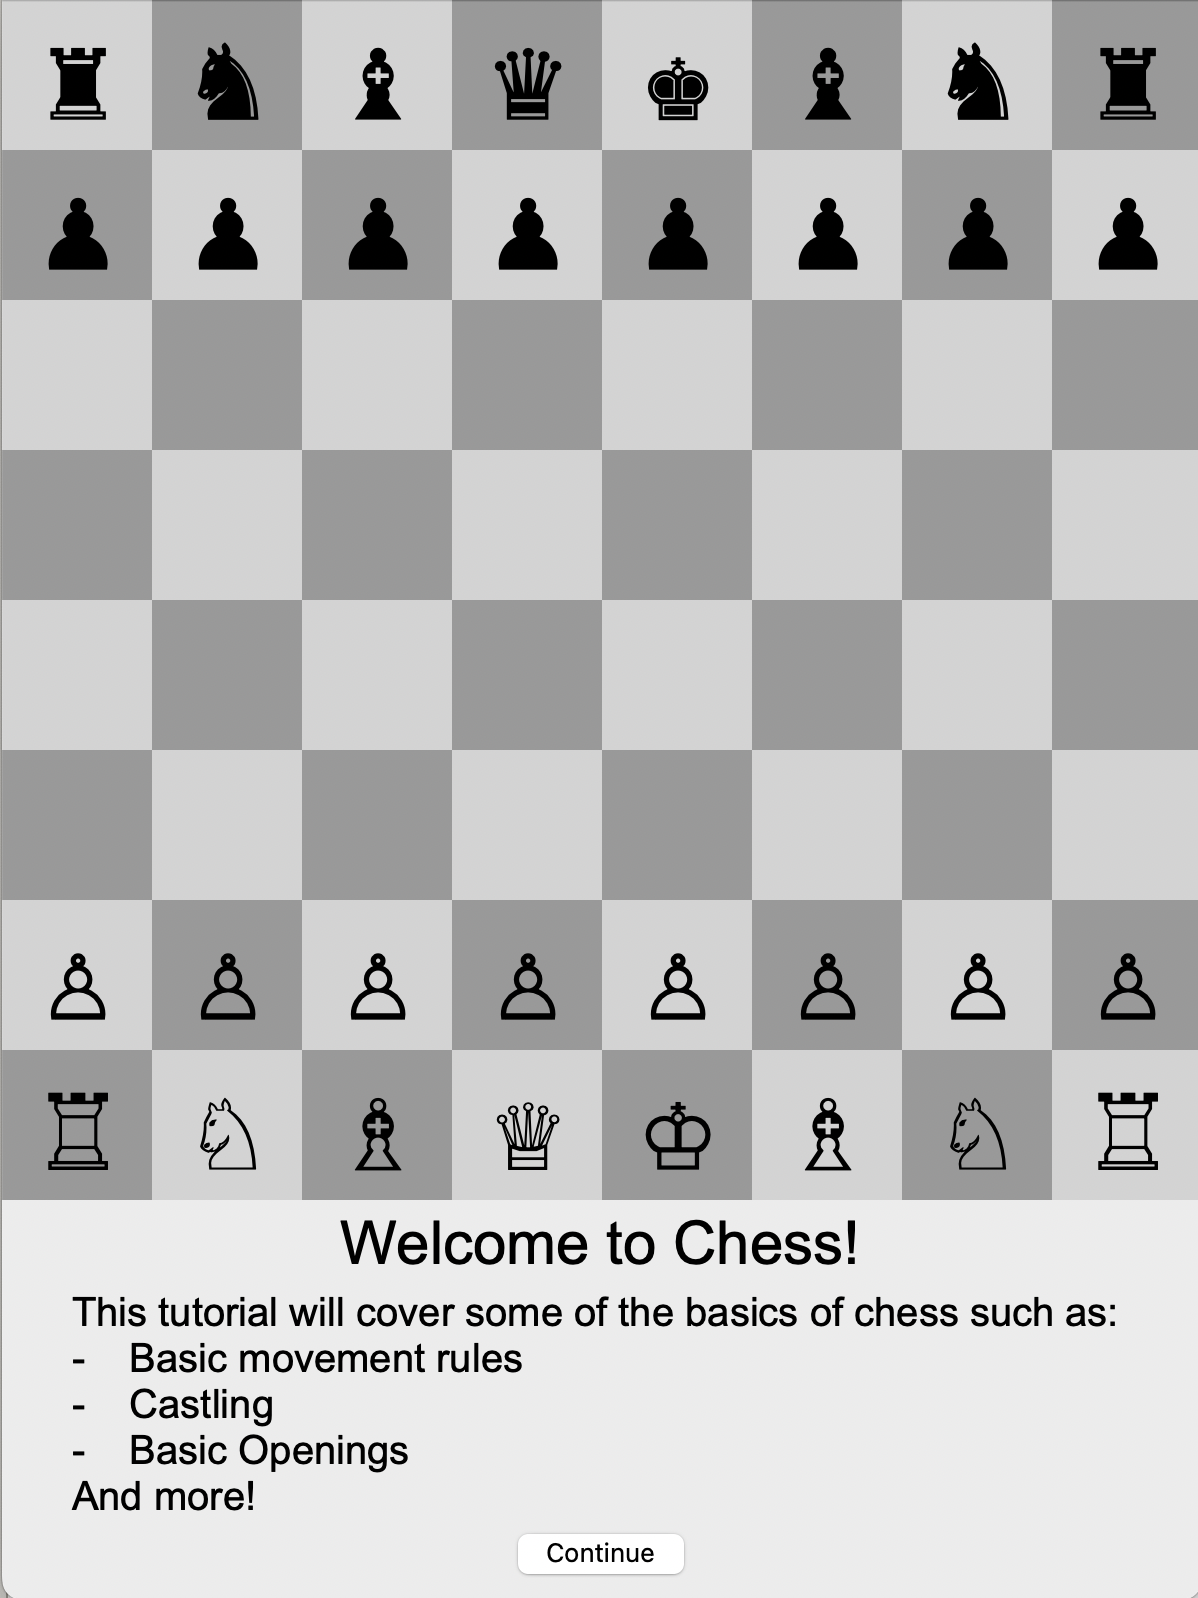 Welcome to Chess!
This tutorial will cover some of the basics of chess such as:
- Basic movement rules
- Castling
- Basic Openings
And more!
Continue